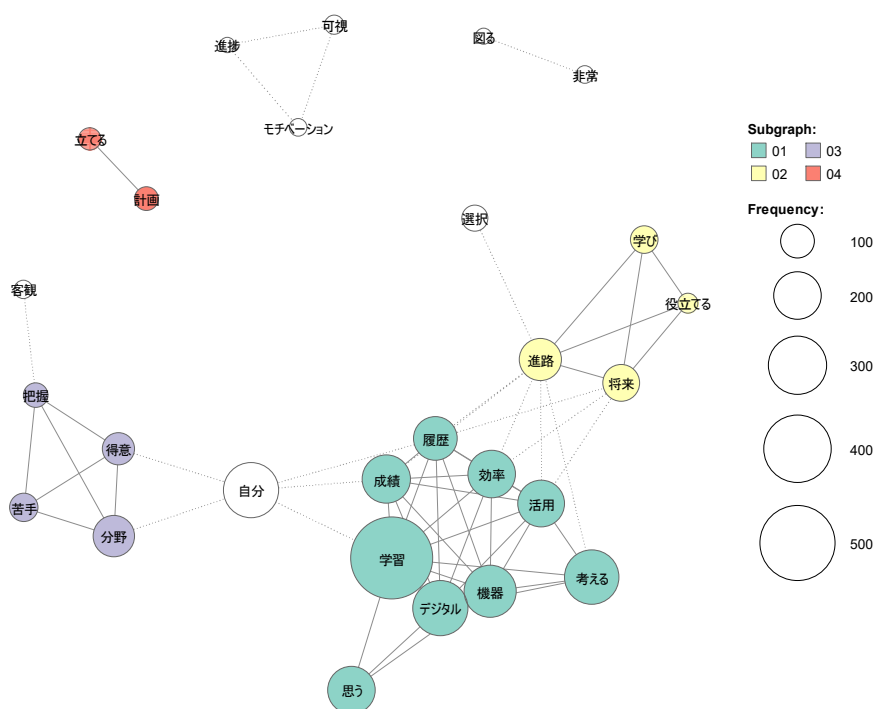 可視
進捗
図る
非常
モチベーション
立てる
計画
選択
学び
客観
役立てる
進路
将来
把握
履歴
得意
効率
成績
自分
活用
苦手
分野
学習
考える
機器
デジタル
思う
Subgraph:
01 03
02 04
Frequency:
100
200
300
400
500